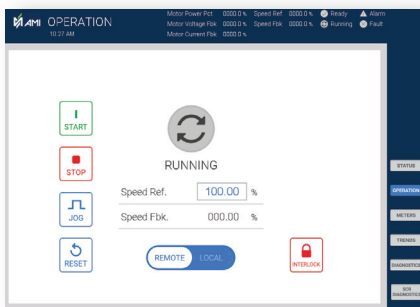 AMI OPERATION
10:27 AM
Motor Power Pct 0000.0 % Speed Ref. 0000.0 % Ready Alarm
Motor Voltage Fbk 0000.0 % Speed Fbk. 0000.0 % Running Fault
Motor Current Fbk 0000.0 %
START
STOP
JOG
RESET
RUNNING
Speed Ref. 100.00 %
Speed Fbk. 000.00 %
REMOTE LOCAL
INTERLOCK
STATUS
OPERATION
METERS
TRENDS
DIAGNOSTICS
SCR
DIAGNOSTICS